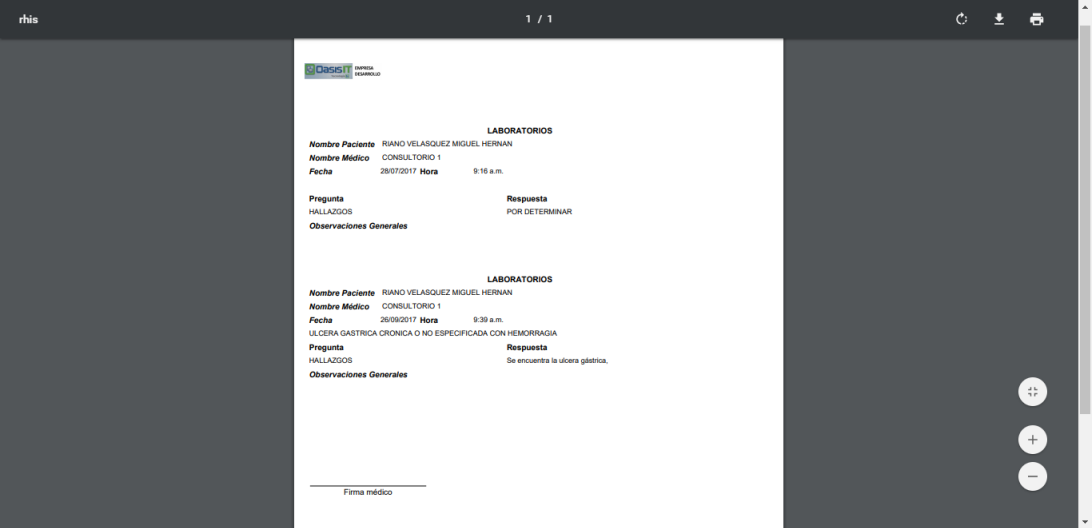 rhis
1 / 1
OasisIT EMPRESA
DESARROLLO
LABORATORIOS
Nombre Paciente RIANO VELASQUEZ MIGUEL HERNAN
Nombre Médico CONSULTORIO 1
Fecha 28/07/2017 Hora 9:16 a.m.
Pregunta Respuesta
HALLAZGOS POR DETERMINAR
Observaciones Generales
LABORATORIOS
Nombre Paciente RIANO VELASQUEZ MIGUEL HERNAN
Nombre Médico CONSULTORIO 1
Fecha 26/09/2017 Hora 9:39 a.m.
ULCERA GASTRICA CRONICA O NO ESPECIFICADA CON HEMORRAGIA
Pregunta Respuesta
HALLAZGOS Se encuentra la ulcera gástrica,
Observaciones Generales
Firma médico